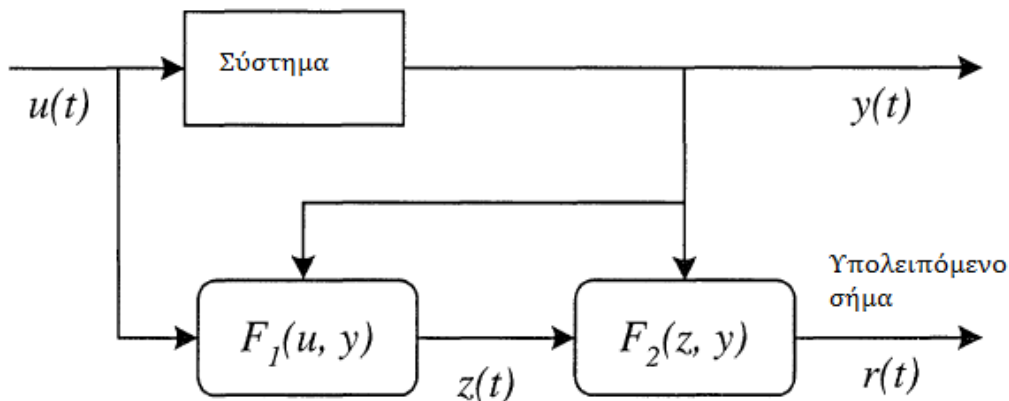 Σύστημα
u(t)
y(t)
Υπολειπόμενο
σήμα
F₁(u, y)
F₂(z, y)
z(t)
r(t)